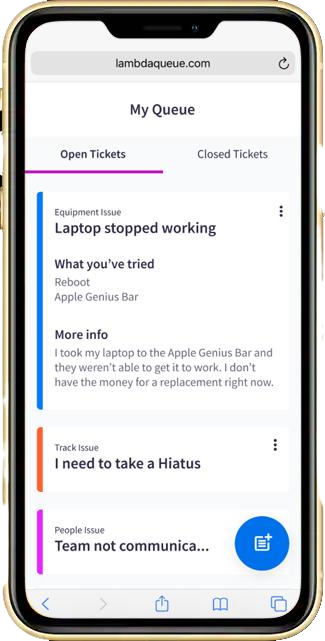 lambdaqueue.com
My Queue
Open Tickets Closed Tickets
Equipment Issue
Laptop stopped working
What you've tried
Reboot
Apple Genius Bar
More info
I took my laptop to the Apple Genius Bar and
they weren't able to get it to work. I don't
have the money for a replacement right now.
Track Issue
I need to take a Hiatus
People Issue
Team not communica...